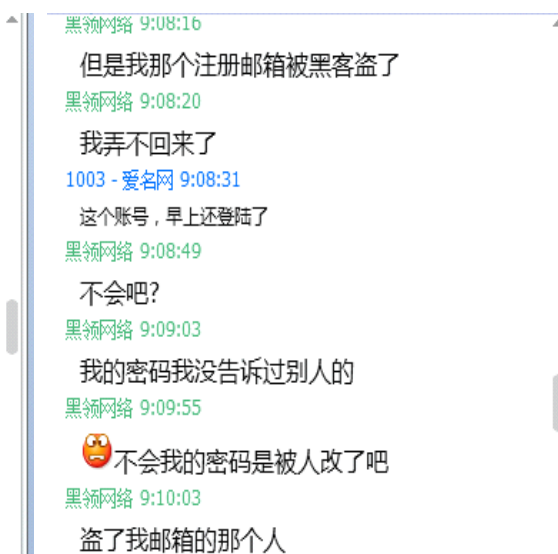 黑领网络 9:08:16
但是我那个注册邮箱被黑客盗了
黑领网络 9:08:20
我弄不回来了
1003 - 爱名网 9:08:31
这个账号，早上还登陆了
黑领网络 9:08:49
不会吧?
黑领网络 9:09:03
我的密码我没告诉过别人的
黑领网络 9:09:55
不会我的密码是被人改了吧
黑领网络 9:10:03
盗了我邮箱的那个人